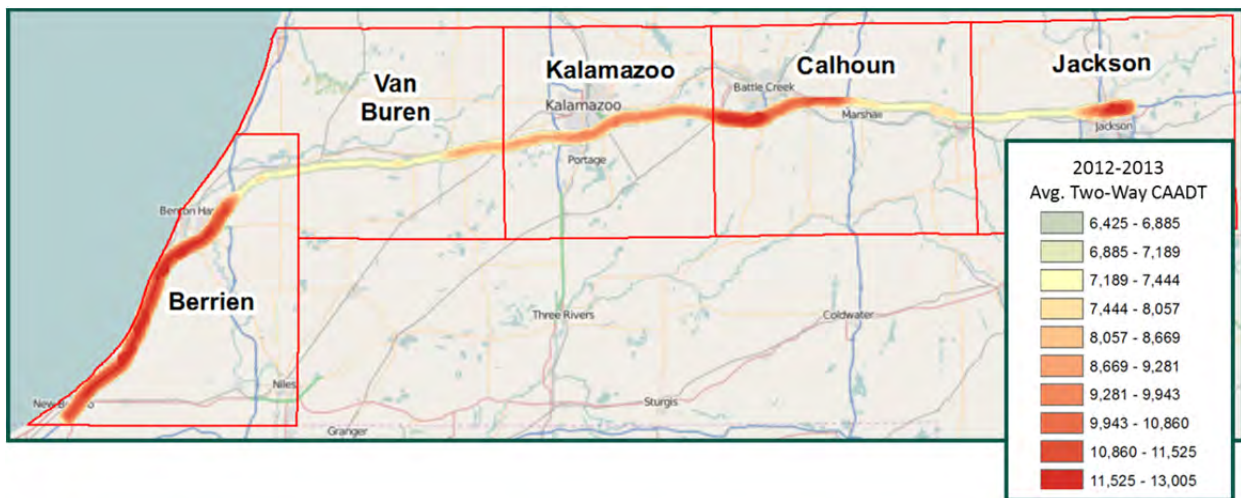 Van
Buren
Kalamazoo
Calhoun
Jackson
Battle Creek
Kalamazoo
Marshall
Jackson
Portage
Berrien
Three Rivers
Coldwater
Niles
Sturgis
Granger
2012-2013
Avg. Two-Way CAADT
6,425 - 6,885
6,885 - 7,189
7,189 - 7,444
7,444 - 8,057
8,057 - 8,669
8,669 - 9,281
9,281 - 9,943
9,943 - 10,860
10,860 - 11,525
11,525 - 13,005